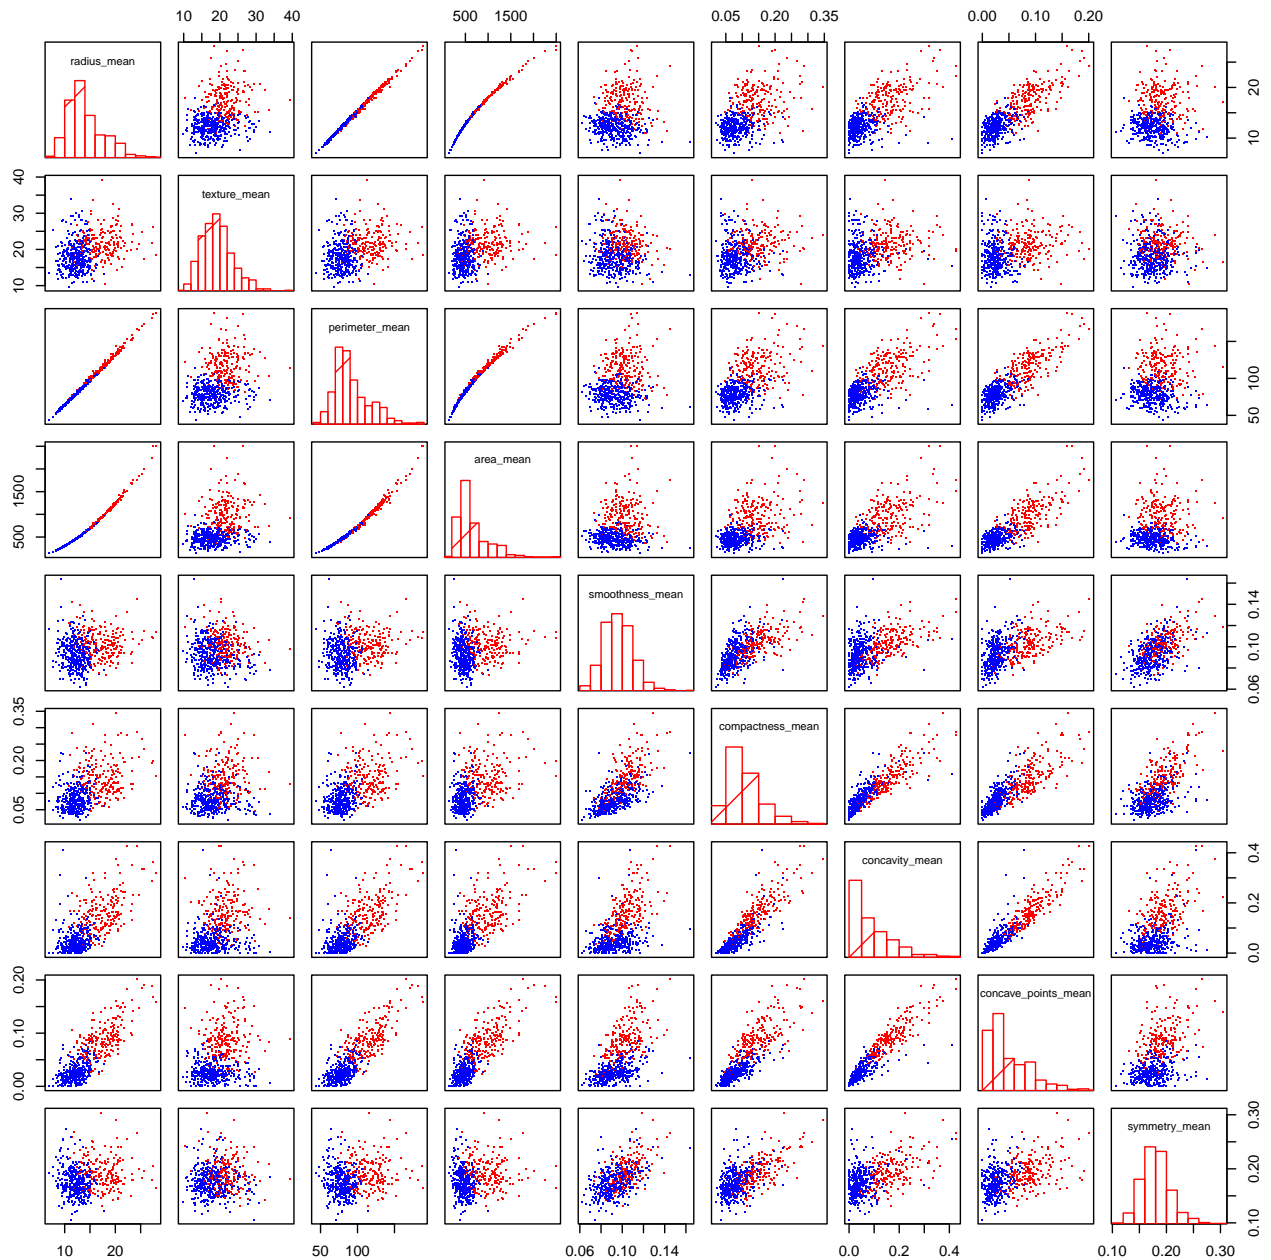 10 20 30 40 500 1500 0.05 0.20 0.35 0.00 0.10 0.20
radius_mean
10 20
texture_mean
10 20 30 40
perimeter_mean
50 100
area_mean
500 1500
smoothness_mean
0.06 0.10 0.14
compactness_mean
0.05 0.20 0.35
concavity_mean
0.0 0.2 0.4
concave_points_mean
0.00 0.10 0.20
symmetry_mean
0.10 0.20 0.30
10 20 50 100 0.06 0.10 0.14 0.0 0.2 0.4 0.10 0.20 0.30